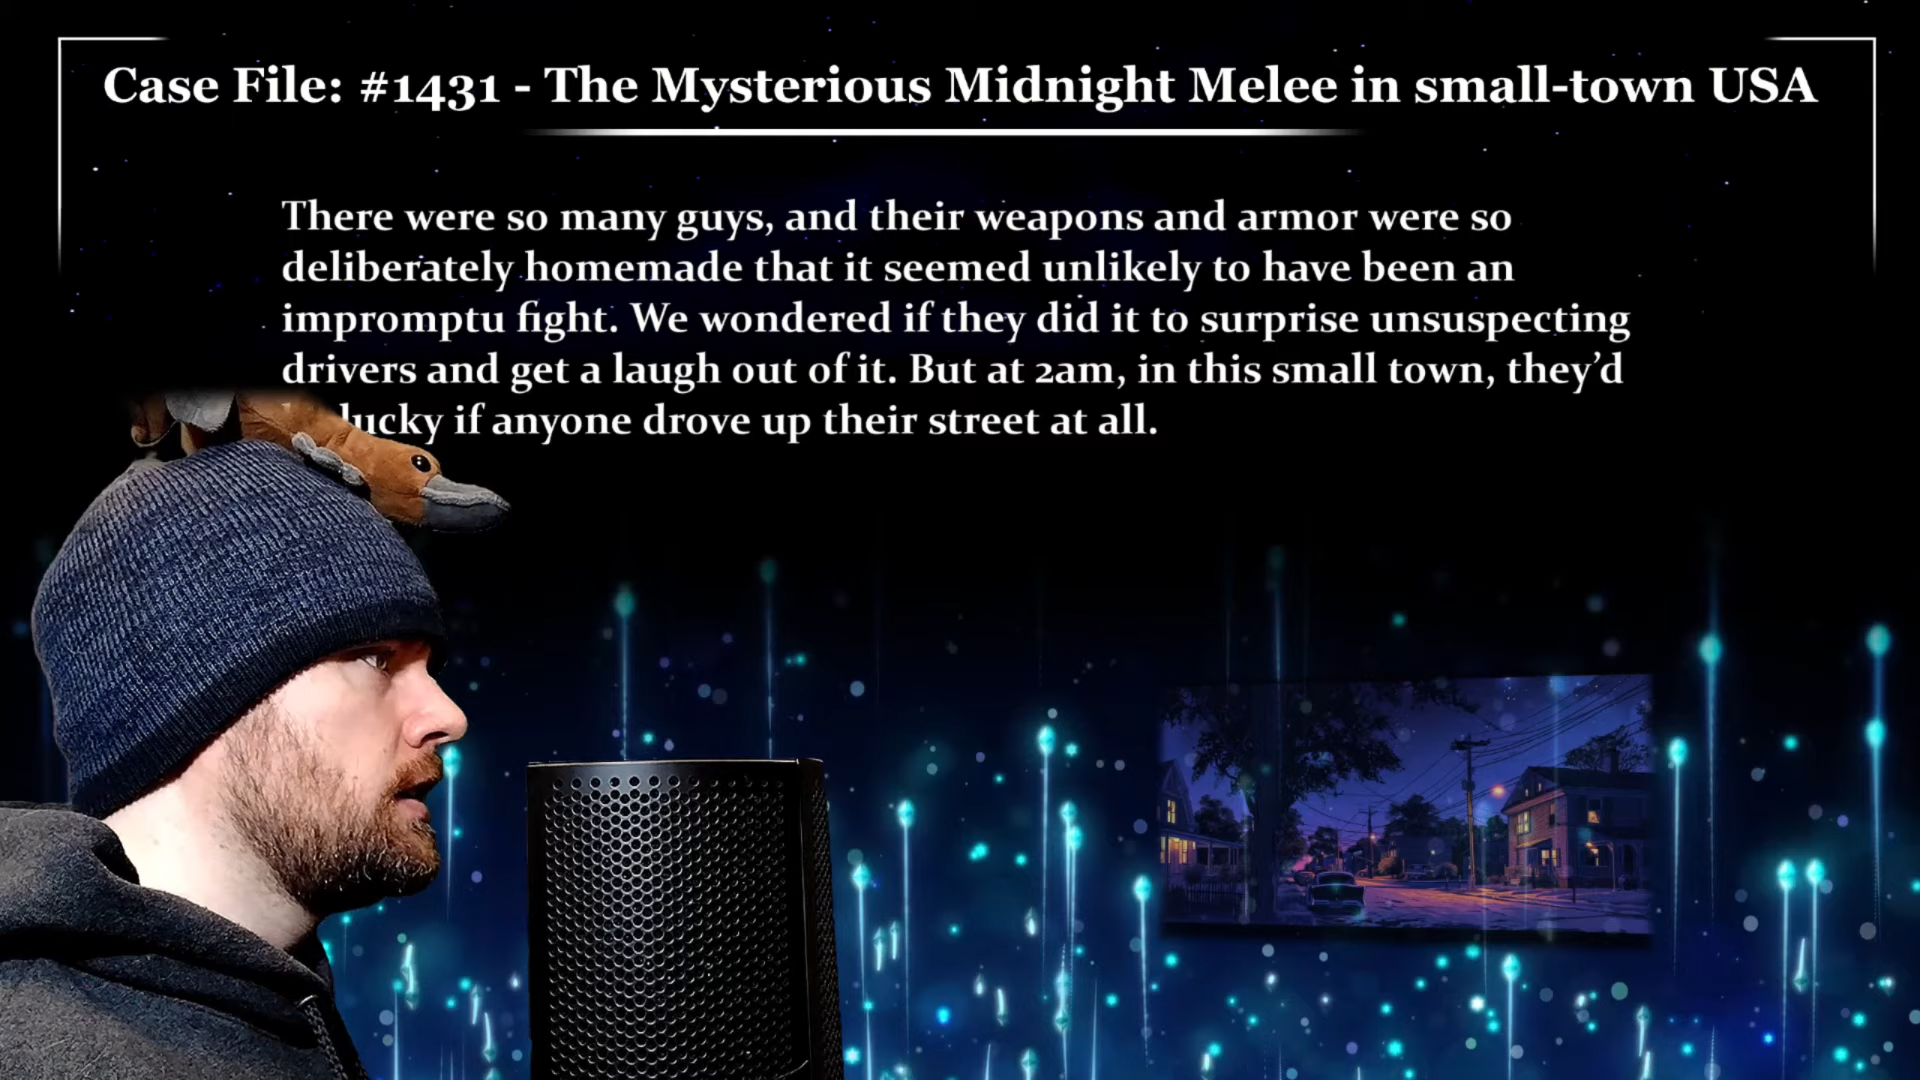 Case File: #1431 - The Mysterious Midnight Melee in small-town USA
There were so many guys, and their weapons and armor were so
deliberately homemade that it seemed unlikely to have been an
impromptu fight. We wondered if they did it to surprise unsuspecting
drivers and get a laugh out of it. But at 2am, in this small town, they’d
if anyone drove up their street at all.